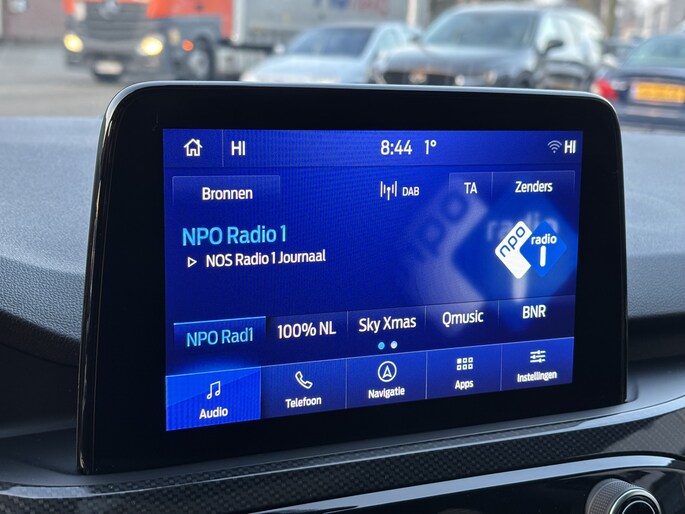 HI 8:44 1° HI
Bronnen DAB TA Zenders
NPO Radio 1
NOS Radio 1 Journaal
npo radio 1
NPO Rad1 100% NL Sky Xmas Qmusic BNR
Audio Telefoon Navigatie Apps Instellingen